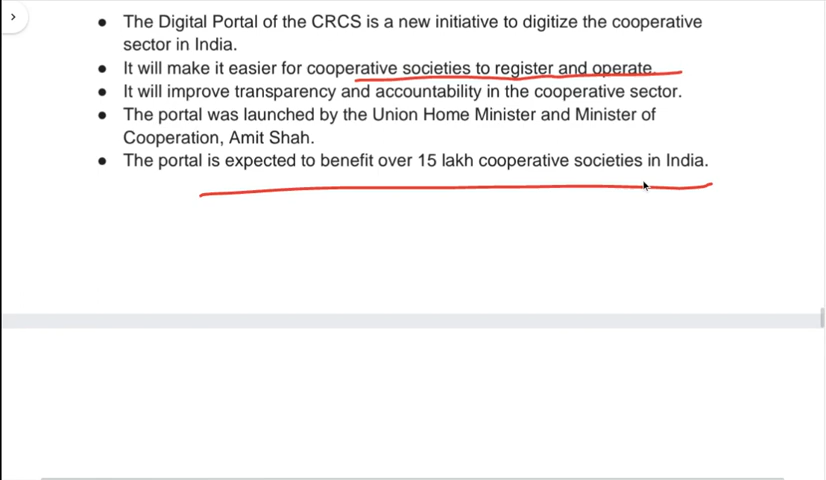 ● The Digital Portal of the CRCS is a new initiative to digitize the cooperative
sector in India.
● It will make it easier for cooperative societies to register and operate.
● It will improve transparency and accountability in the cooperative sector.
● The portal was launched by the Union Home Minister and Minister of
Cooperation, Amit Shah.
● The portal is expected to benefit over 15 lakh cooperative societies in India.